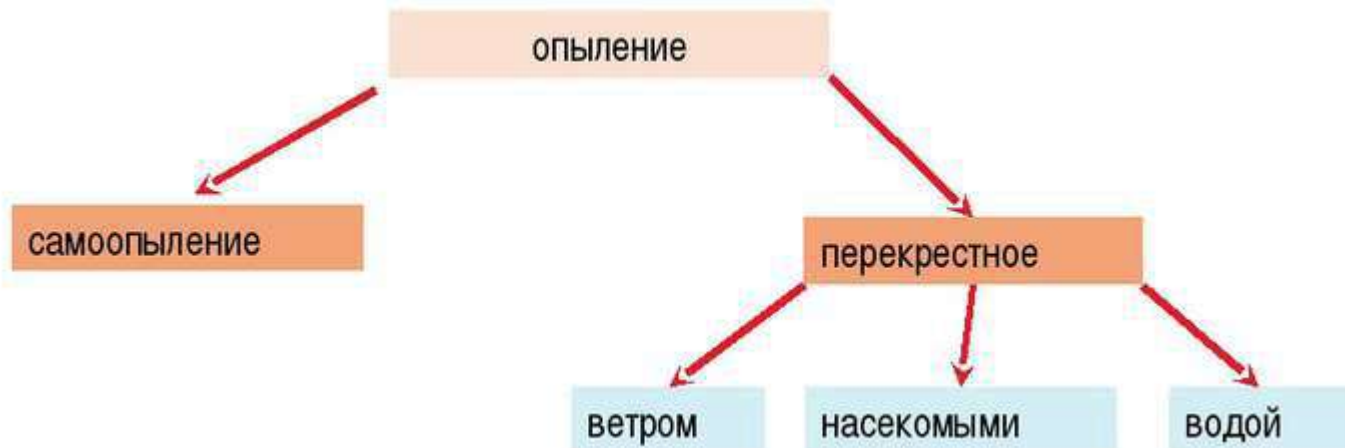 опыление
самоопыление
перекрестное
ветром
насекомыми
водой